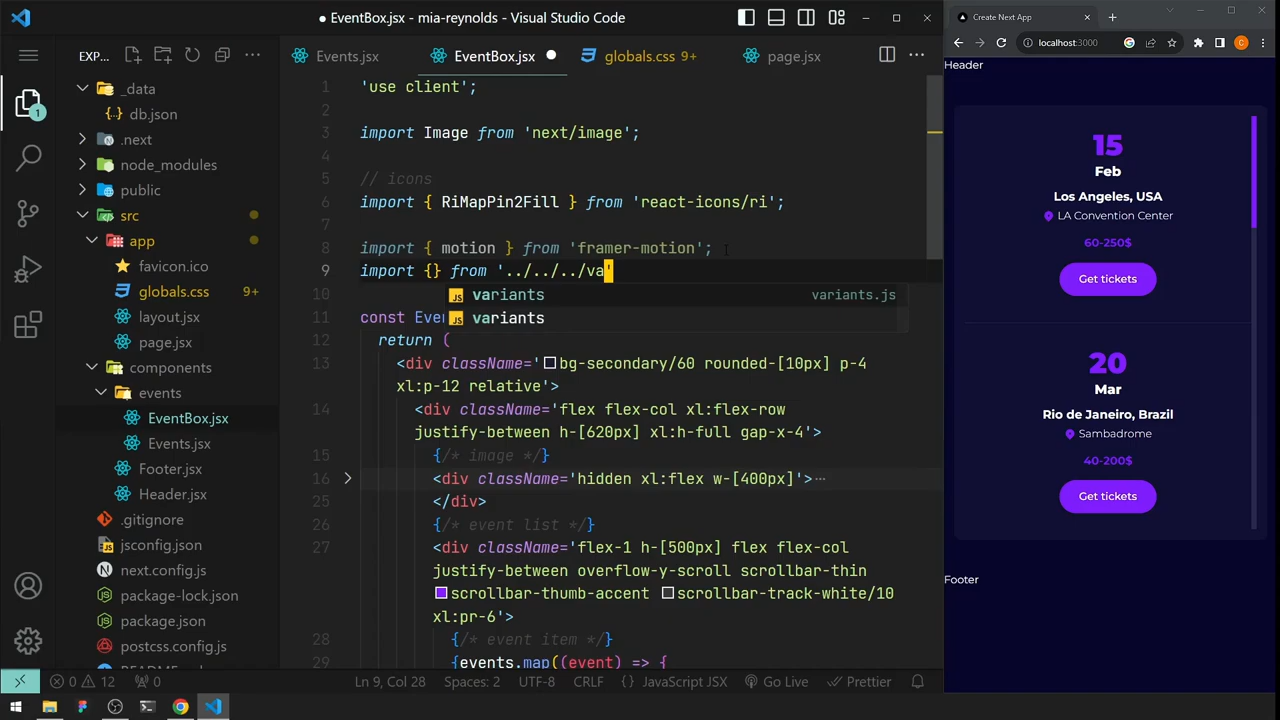 ● EventBox.jsx - mia-reynolds - Visual Studio Code
EXP... ...
_data
db.json
.next
node_modules
public
src
app
favicon.ico
globals.css 9+
layout.jsx
page.jsx
components
events
EventBox.jsx
Events.jsx
Footer.jsx
Header.jsx
.gitignore
jsconfig.json
next.config.js
package-lock.json
package.json
postcss.config.js
1
Events.jsx EventBox.jsx globals.css 9+ page.jsx
1 'use client';
2
3 import Image from 'next/image';
4
5 // icons
6 import { RiMapPin2Fill } from 'react-icons/ri';
7
8 import { motion } from 'framer-motion';
9 import {} from '../../../va'
variants variants.js
10
variants
11 const Eve
12 return (
13 <div className='bg-secondary/60 rounded-[10px] p-4
xl:p-12 relative'>
14 <div className='flex flex-col xl:flex-row
justify-between h-[620px] xl:h-full gap-x-4'>
15 {/* image */}
16 <div className='hidden xl:flex w-[400px]'>⋯
25 </div>
26 {/* event list */}
27 <div className='flex-1 h-[500px] flex flex-col
justify-between overflow-y-scroll scrollbar-thin
scrollbar-thumb-accent scrollbar-track-white/10
xl:pr-6'>
28 {/* event item */}
29 {events.map((event) => {
0 12 0 Ln 9, Col 28 Spaces: 2 UTF-8 CRLF {} JavaScript JSX Go Live Prettier
Create Next App
localhost:3000
C
Header
15
Feb
Los Angeles, USA
LA Convention Center
60-250$
Get tickets
20
Mar
Rio de Janeiro, Brazil
Sambadrome
40-200$
Get tickets
Footer